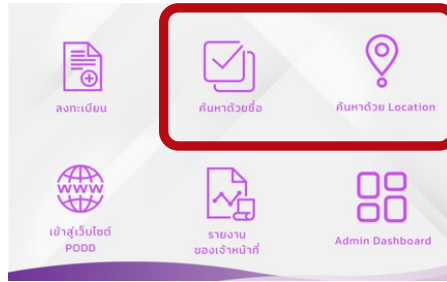 ลงทะเบียน
ค้นหาด้วยชื่อ
ค้นหาด้วย Location
www
เข้าสู่เว็บไซต์
PODD
รายงาน
ของเจ้าหน้าที่
Admin Dashboard